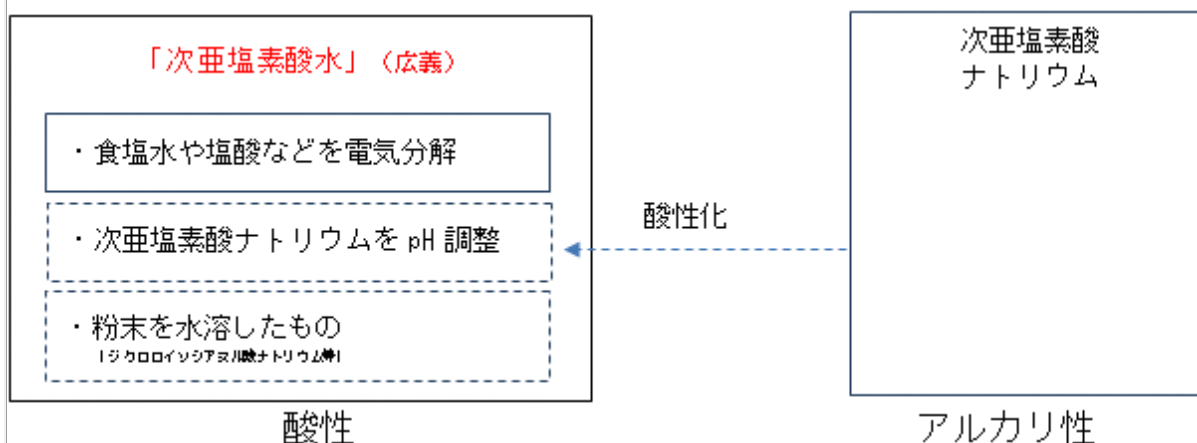 「次亜塩素酸水」（広義）
・食塩水や塩酸などを電気分解
・次亜塩素酸ナトリウムを pH 調整
・粉末を水溶したもの
（ジクロロイソシアヌル酸ナトリウム等）
酸性
酸性化
次亜塩素酸
ナトリウム
アルカリ性